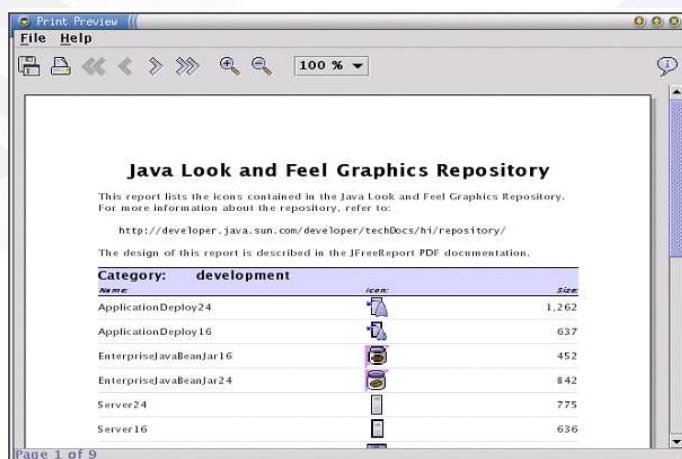 Print Preview
File Help
100 %
Java Look and Feel Graphics Repository
This report lists the icons contained in the Java Look and Feel Graphics Repository.
For more information about the repository, refer to:
http://developer.java.sun.com/developer/techDocs/hi/repository/
The design of this report is described in the JFreeReport PDF documentation.
Category: development
Name: Icon: Size:
ApplicationDeploy24 1,262
ApplicationDeploy16 637
EnterpriseJavaBeanJar16 452
EnterpriseJavaBeanJar24 842
Server24 775
Server16 636
Page 1 of 9